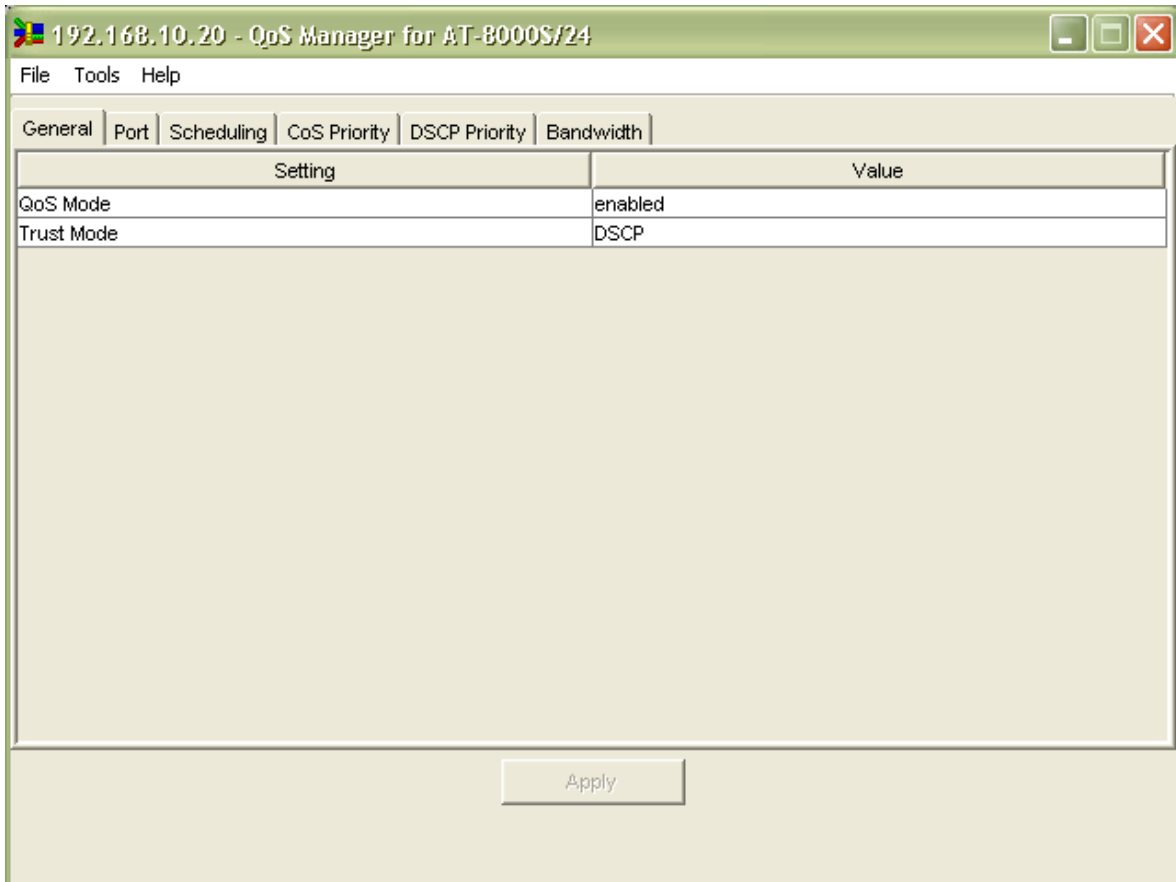 192.168.10.20 - QoS Manager for AT-8000S/24
File Tools Help
General Port Scheduling CoS Priority DSCP Priority Bandwidth
Setting Value
QoS Mode enabled
Trust Mode DSCP
Apply